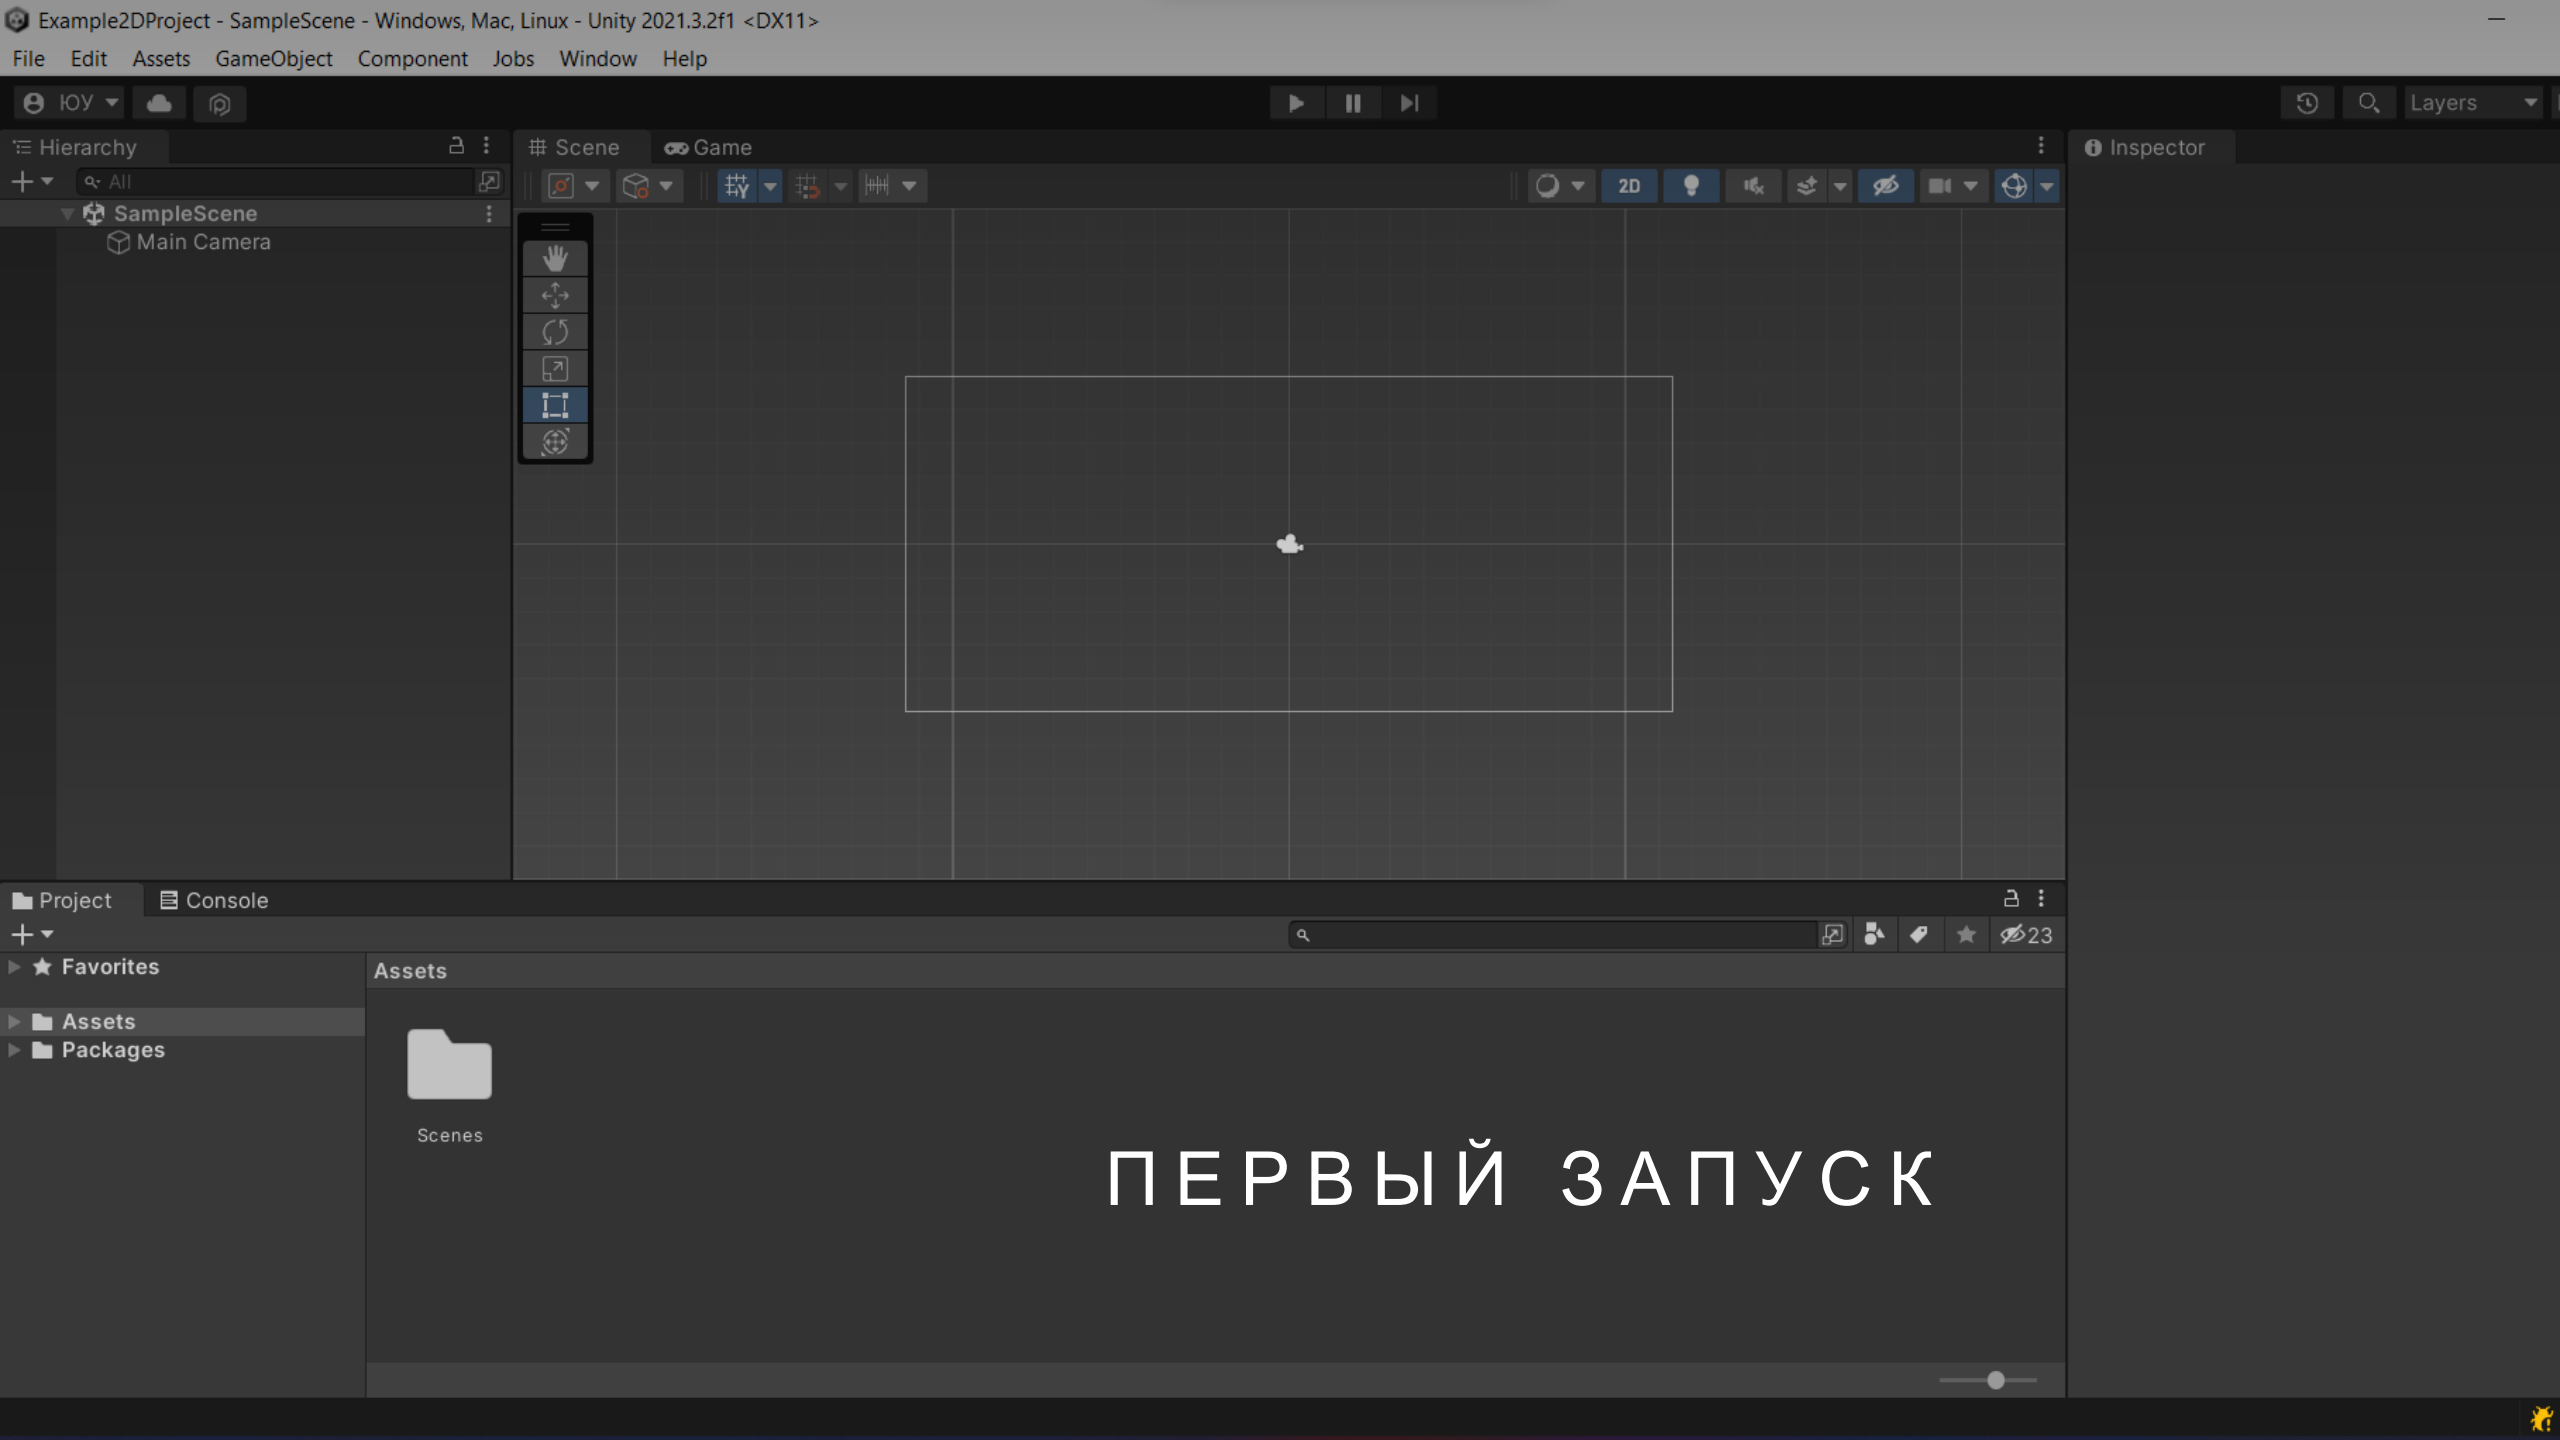 Example2DProject - SampleScene - Windows, Mac, Linux - Unity 2021.3.2f1 <DX11>
File Edit Assets GameObject Component Jobs Window Help
ЮУ
Layers
Hierarchy
Scene Game
Inspector
All
2D
SampleScene
Main Camera
Project Console
23
Favorites
Assets
Assets
Packages
Scenes
ПЕРВЫЙ ЗАПУСК